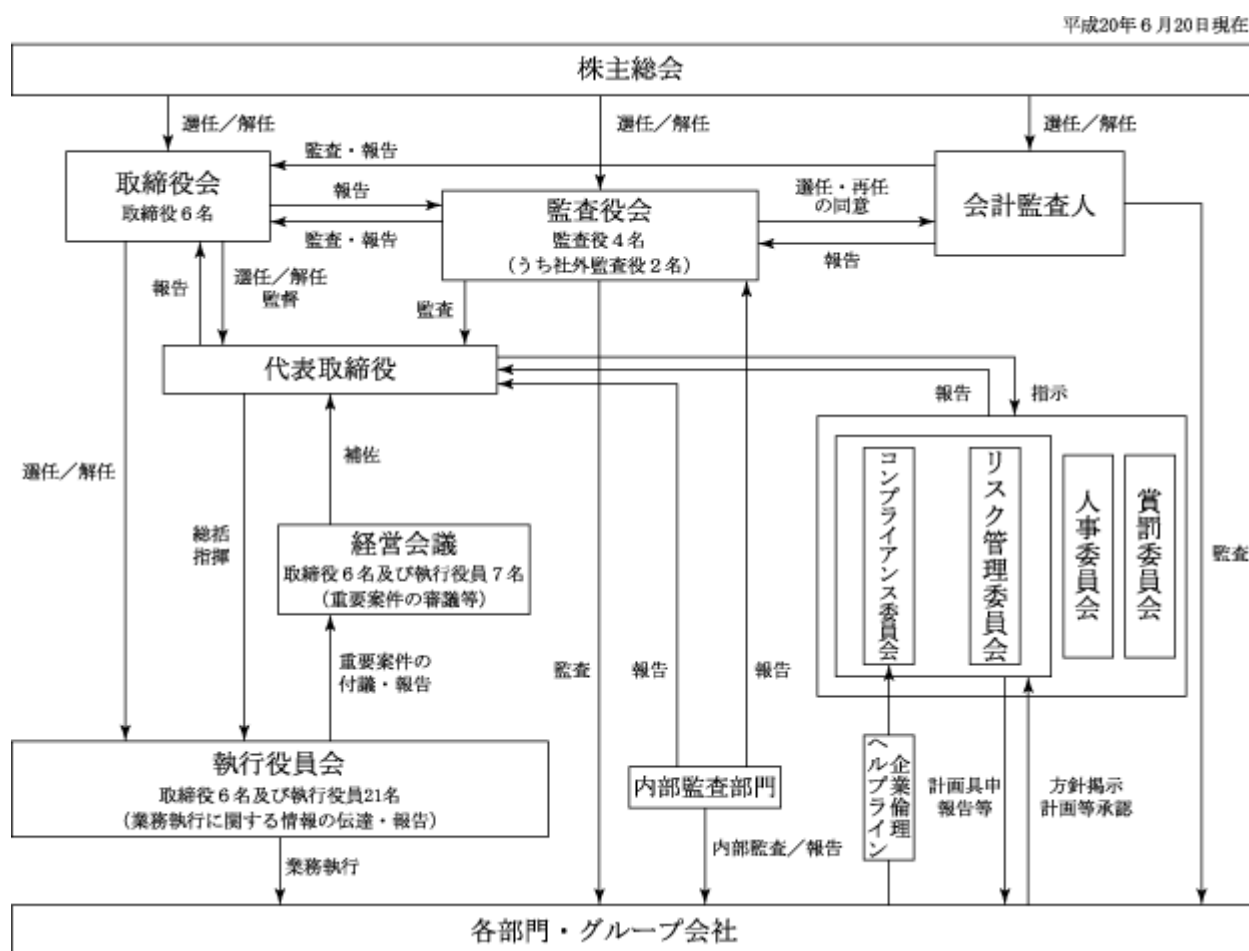 平成20年6月20日現在
株主総会
選任／解任
選任／解任
選任／解任
監査・報告
取締役会
取締役6名
報告
監査・報告
監査役会
監査役4名
（うち社外監査役2名）
選任・再任
の同意
報告
会計監査人
報告
選任／解任
監督
監査
代表取締役
報告
指示
選任／解任
補佐
総括
指揮
経営会議
取締役6名及び執行役員7名
（重要案件の審議等）
コンプライアンス委員会
リスク管理委員会
人事委員会
賞罰委員会
監査
重要案件の
付議・報告
監査
報告
報告
執行役員会
取締役6名及び執行役員21名
（業務執行に関する情報の伝達・報告）
内部監査部門
企業倫理
ヘルプライン
計画具申
報告等
方針掲示
計画等承認
業務執行
内部監査／報告
各部門・グループ会社